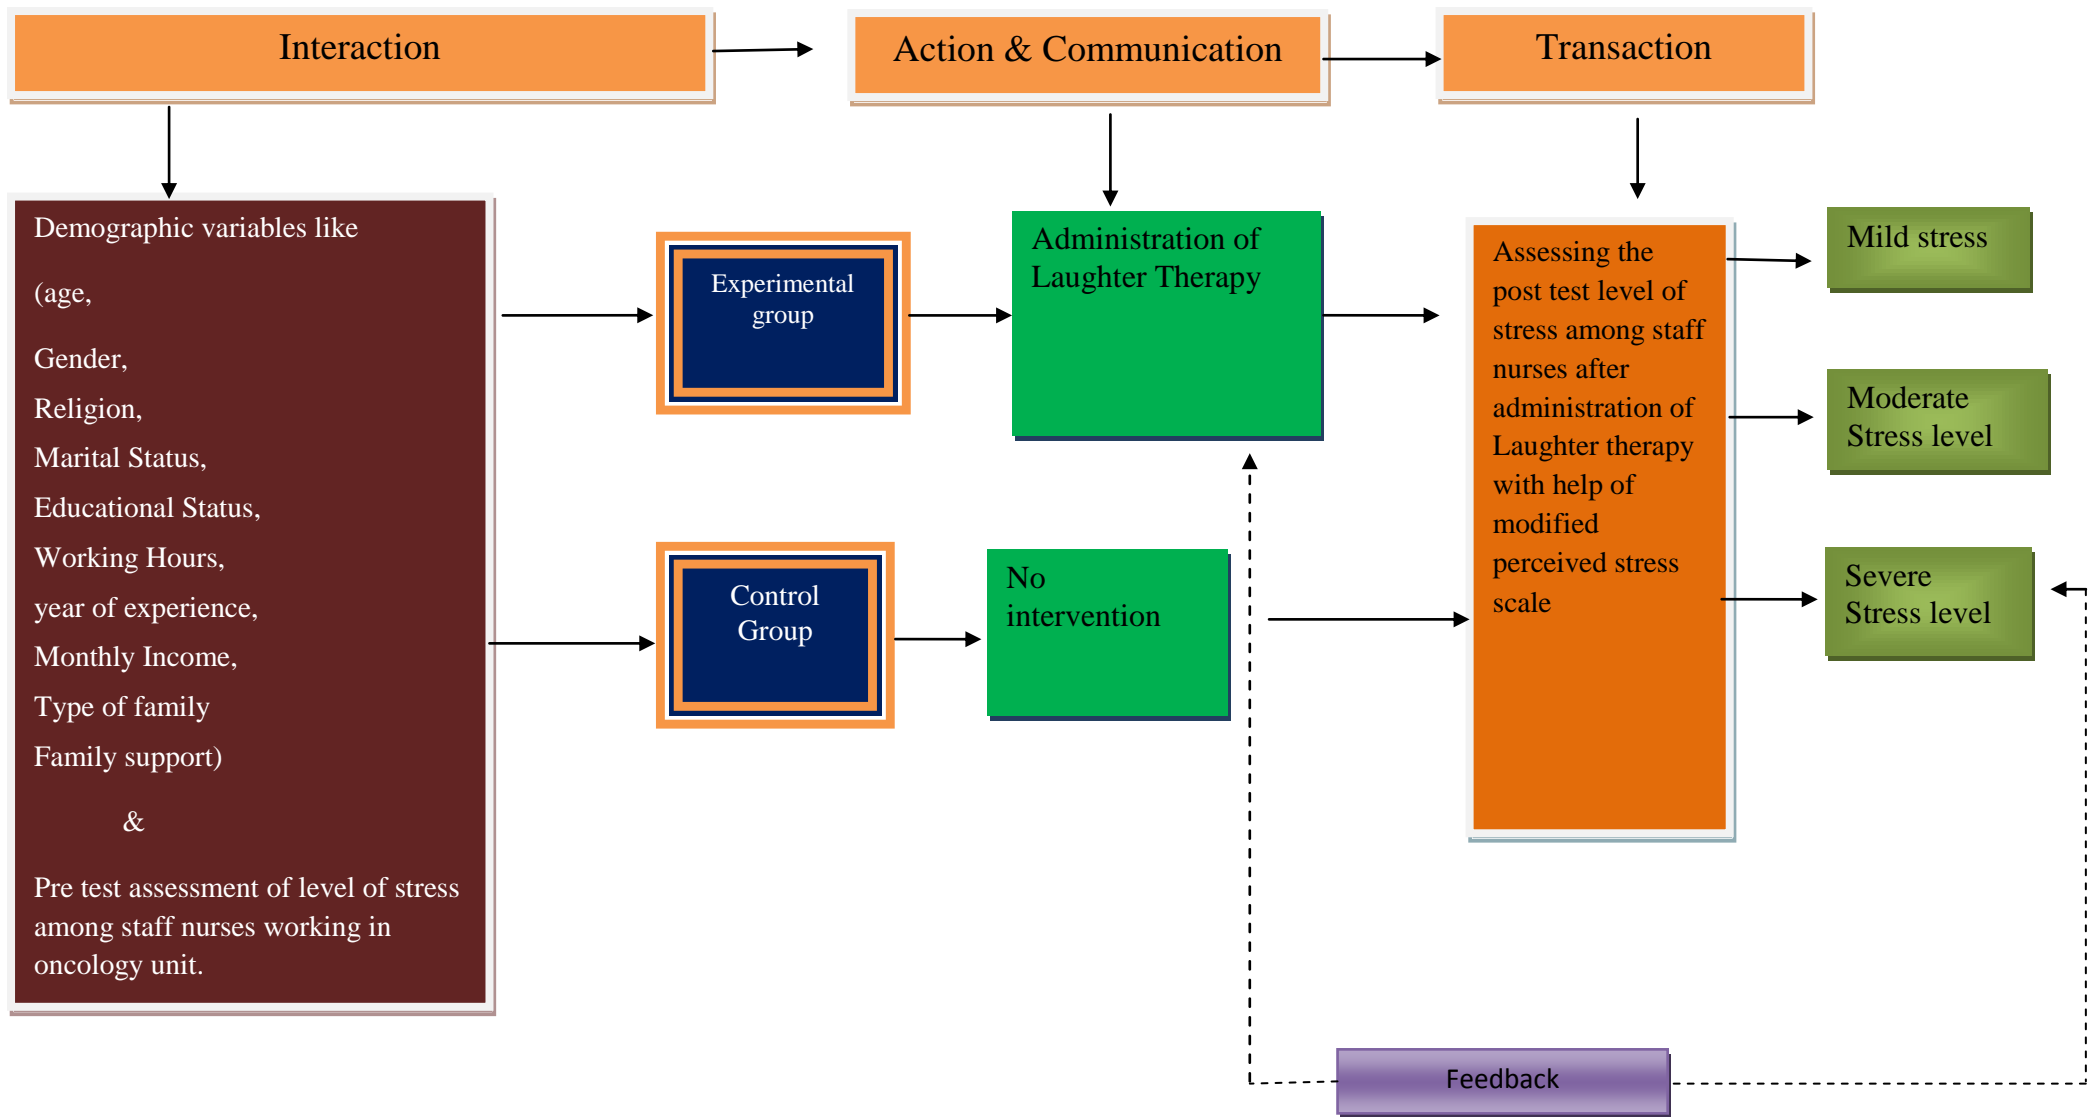 Interaction
Action & Communication
Transaction
Demographic variables like
(age,
Gender,
Religion,
Marital Status,
Educational Status,
Working Hours,
year of experience,
Monthly Income,
Type of family
Family support)
&
Pre test assessment of level of stress
among staff nurses working in
oncology unit.
Experimental
group
Control
Group
Administration of
Laughter Therapy
No
intervention
Assessing the
post test level of
stress among staff
nurses after
administration of
Laughter therapy
with help of
modified
perceived stress
scale
Mild stress
Moderate
Stress level
Severe
Stress level
Feedback